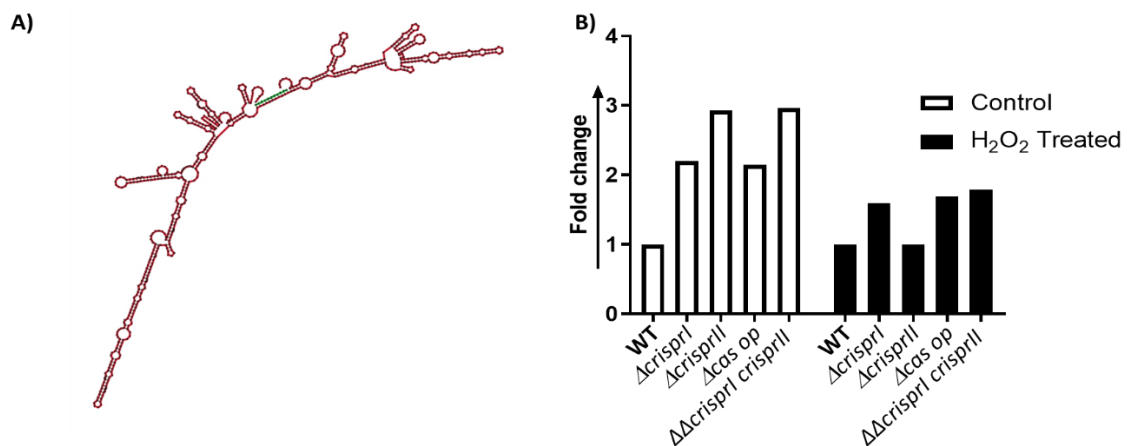 A)
B)
Fold change
4
3
2
1
0
Control
H₂O₂ Treated
WT
ΔcrisprI
ΔcrisprII
Δcas op
ΔΔcrisprI crisprII
WT
ΔcrisprI
ΔcrisprII
Δcas op
ΔΔcrisprI crisprII